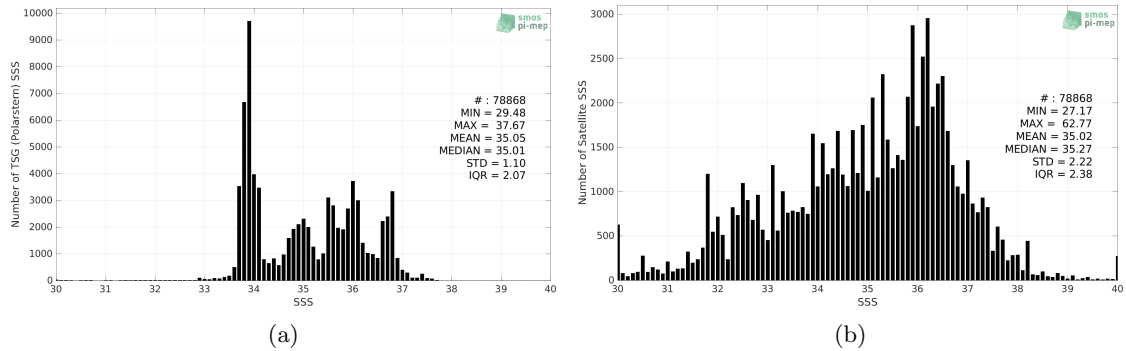 10000
9000
8000
7000
6000
5000
4000
3000
2000
1000
0
Number of TSG (Polarstern) SSS
30 31 32 33 34 35 36 37 38 39 40
SSS
smos
pi-mep
# : 78868
MIN = 29.48
MAX = 37.67
MEAN = 35.05
MEDIAN = 35.01
STD = 1.10
IQR = 2.07
(a)
3000
2500
2000
1500
1000
500
0
Number of Satellite SSS
30 31 32 33 34 35 36 37 38 39 40
SSS
smos
pi-mep
# : 78868
MIN = 27.17
MAX = 62.77
MEAN = 35.02
MEDIAN = 35.27
STD = 2.22
IQR = 2.38
(b)